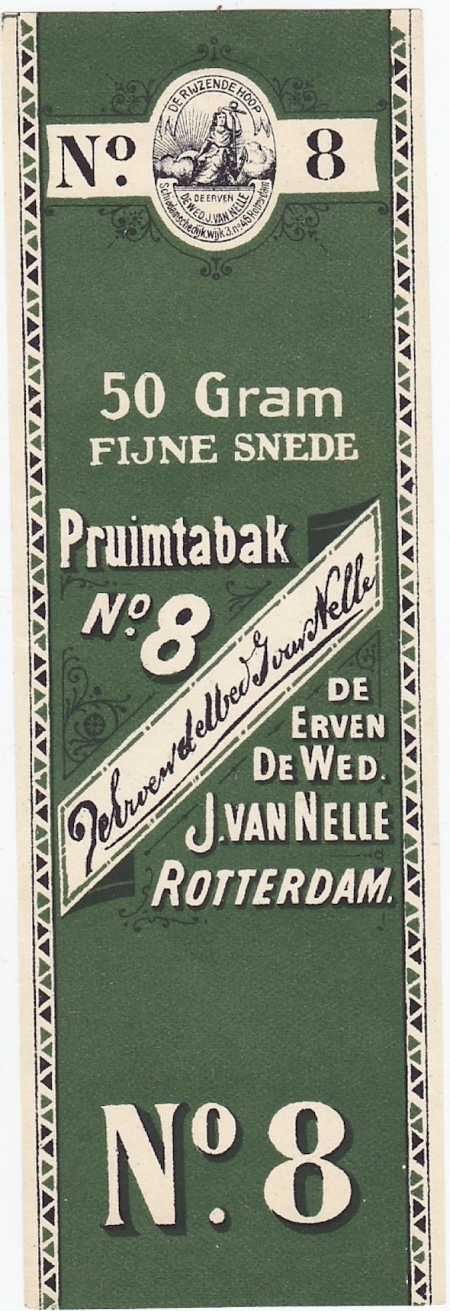 DE RIJZENDE HOOP
No. 8
DE ERVEN
DE WED. J. VAN NELLE
Schiedamschedijk, wijk 3, no 45 Rotterdam
50 Gram
FIJNE SNEDE
Pruimtabak
No. 8
De Erven de Wed J van Nelle
DE
ERVEN
DE WED.
J. VAN NELLE
ROTTERDAM.
No. 8